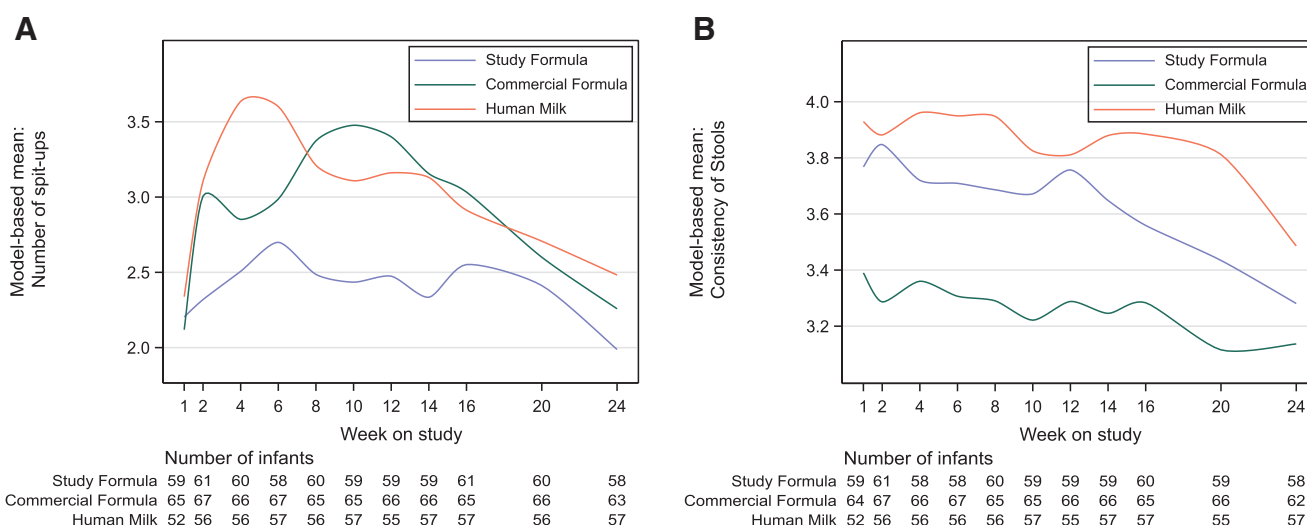 A
Study Formula
Commercial Formula
Human Milk
Model-based mean:
Number of spit-ups
3.5
3.0
2.5
2.0
1 2 4 6 8 10 12 14 16 20 24
Week on study
Number of infants
Study Formula 59 61 60 58 60 59 59 59 61 60 58
Commercial Formula 65 67 66 67 65 65 66 66 65 66 63
Human Milk 52 56 56 57 56 57 55 57 57 56 57
B
Study Formula
Commercial Formula
Human Milk
Model-based mean:
Consistency of Stools
4.0
3.8
3.6
3.4
3.2
1 2 4 6 8 10 12 14 16 20 24
Week on study
Number of infants
Study Formula 59 61 58 58 60 59 59 59 60 59 58
Commercial Formula 64 67 66 67 65 65 66 66 65 66 62
Human Milk 52 56 56 56 56 57 55 57 57 55 57